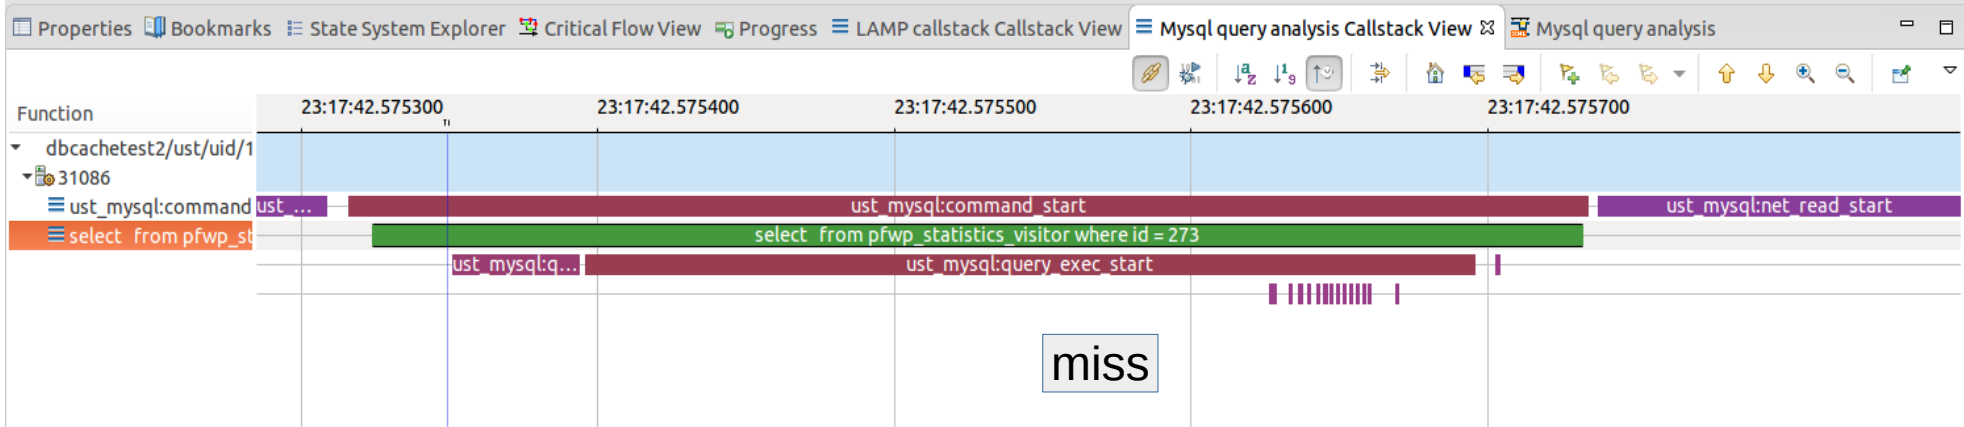 Properties Bookmarks State System Explorer Critical Flow View Progress LAMP callstack Callstack View Mysql query analysis Callstack View Mysql query analysis
Function 23:17:42.575300 23:17:42.575400 23:17:42.575500 23:17:42.575600 23:17:42.575700
dbcachetest2/ust/uid/1
31086
ust_mysql:command ust_... ust_mysql:command_start ust_mysql:net_read_start
select from pfwp_st select from pfwp_statistics_visitor where id = 273
ust_mysql:q... ust_mysql:query_exec_start
miss